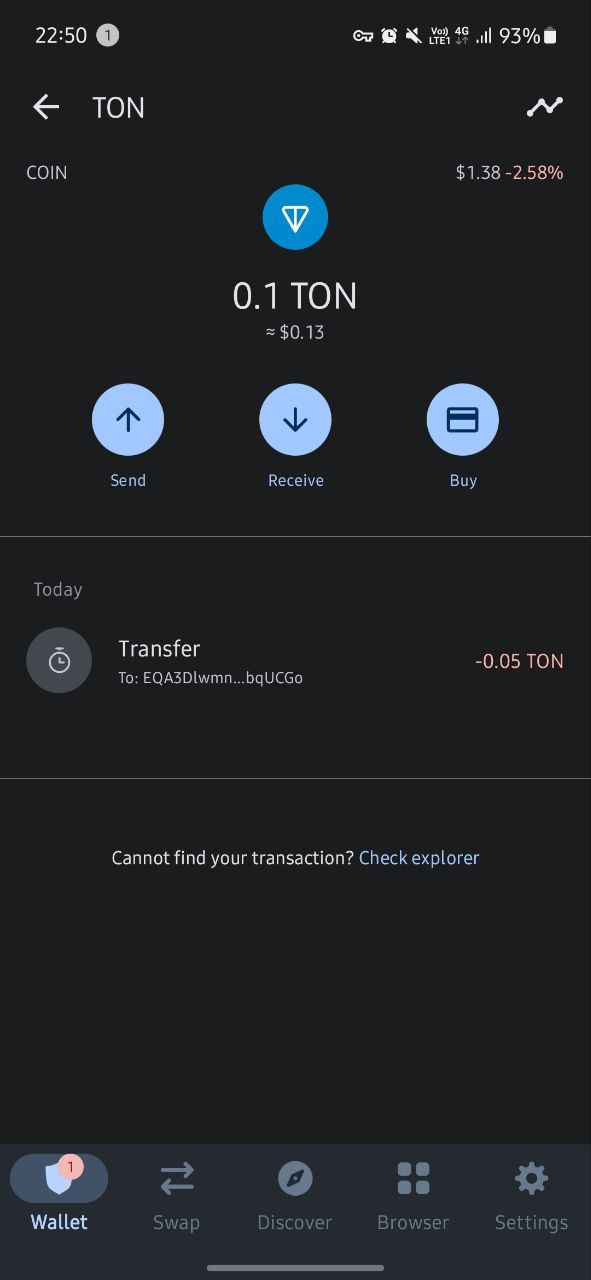 22:50 1 Vo)) LTE1 4G 93%
TON
COIN $1.38 -2.58%
0.1 TON
≈ $0.13
Send Receive Buy
Today
Transfer
To: EQA3Dlwmn...bqUCGo
-0.05 TON
Cannot find your transaction? Check explorer
1
Wallet Swap Discover Browser Settings